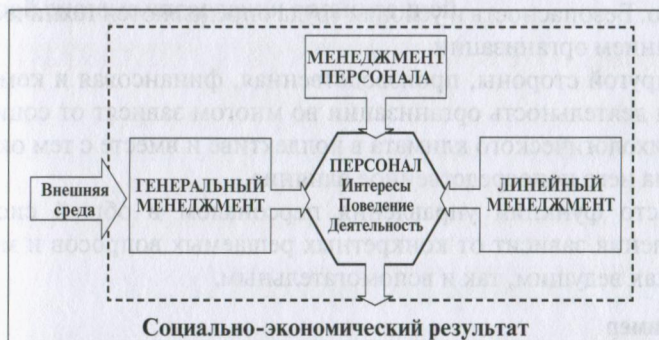 МЕНЕДЖМЕНТ
ПЕРСОНАЛА
Внешняя
среда
ГЕНЕРАЛЬНЫЙ
МЕНЕДЖМЕНТ
ПЕРСОНАЛ
Интересы
Поведение
Деятельность
ЛИНЕЙНЫЙ
МЕНЕДЖМЕНТ
Социально-экономический результат